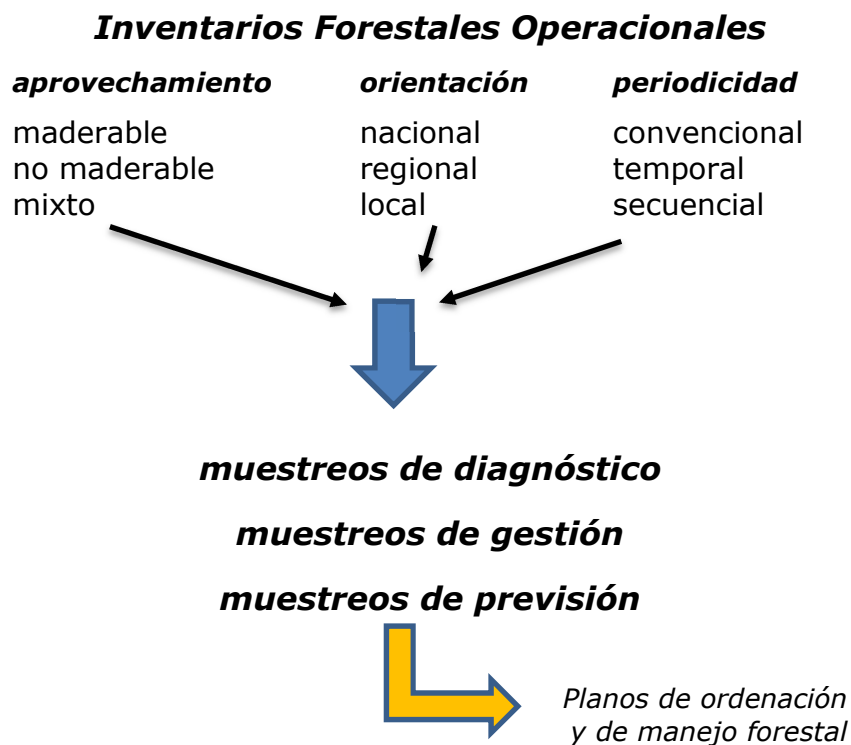 Inventarios Forestales Operacionales
aprovechamiento
maderable
no maderable
mixto
orientación
nacional
regional
local
periodicidad
convencional
temporal
secuencial
muestreos de diagnóstico
muestreos de gestión
muestreos de previsión
Planos de ordenación
y de manejo forestal